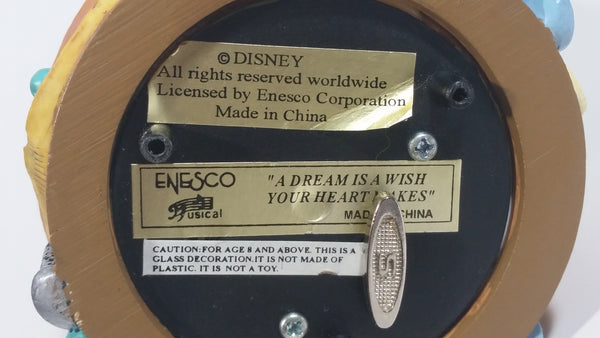 © DISNEY
All rights reserved worldwide
Licensed by Enesco Corporation
Made in China
ENESCO
Musical
"A DREAM IS A WISH
YOUR HEART MAKES"
MADE CHINA
CAUTION: FOR AGE 8 AND ABOVE. THIS IS A
GLASS DECORATION. IT IS NOT MADE OF
PLASTIC. IT IS NOT A TOY.
S